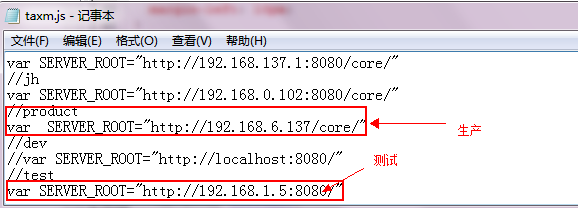 taxm.js - 记事本
文件(F) 编辑(E) 格式(O) 查看(V) 帮助(H)
var SERVER_ROOT="http://192.168.137.1:8080/core/"
//jh
var SERVER_ROOT="http://192.168.0.102:8080/core/"
//product
var  SERVER_ROOT="http://192.168.6.137/core/"
生产
//dev
//var SERVER_ROOT="http://localhost:8080/"
测试
//test
var SERVER_ROOT="http://192.168.1.5:8080/"